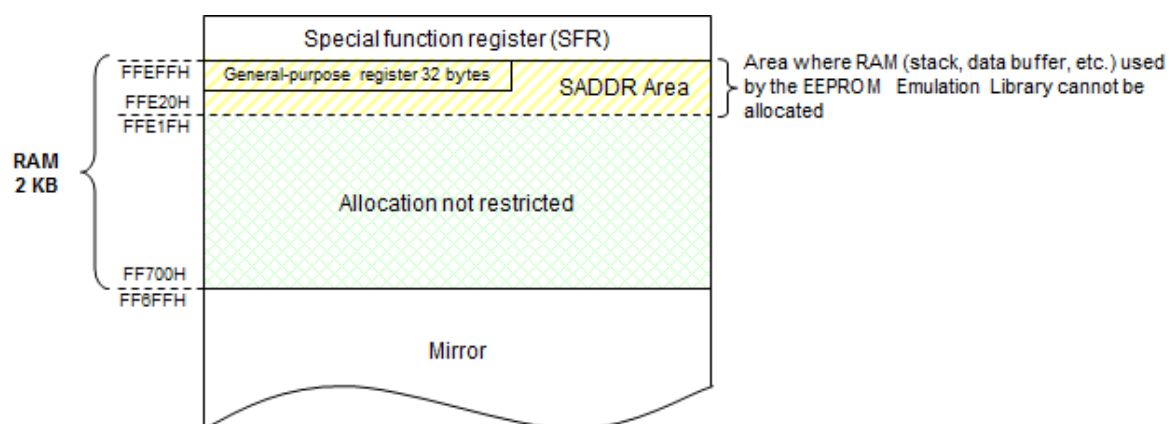 Special function register (SFR)
FFEFFH
General-purpose register 32 bytes
SADDR Area
FFE20H
FFE1FH
Area where RAM (stack, data buffer, etc.) used
by the EEPROM Emulation Library cannot be
allocated
RAM
2 KB
Allocation not restricted
FF700H
FF6FFH
Mirror